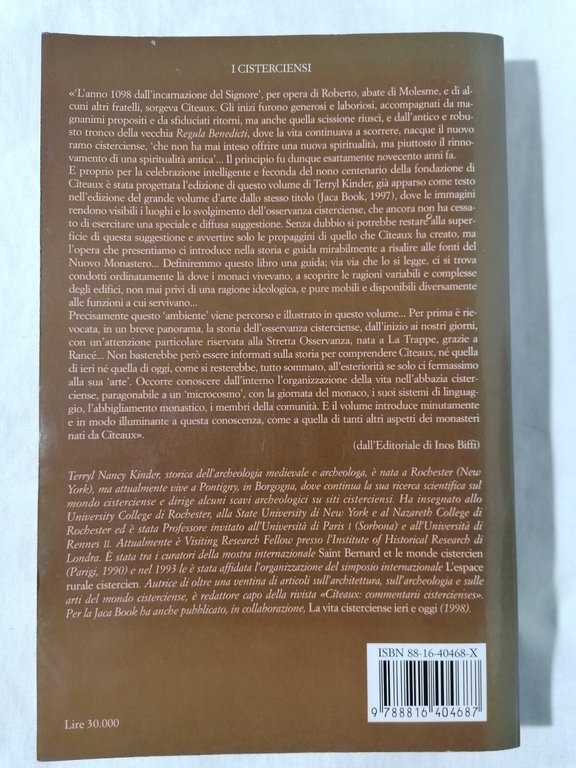 I CISTERCIENSI
«'L'anno 1098 dall'incarnazione del Signore', per opera di Roberto, abate di Molesme, e di al-
cuni altri fratelli, sorgeva Cîteaux. Gli inizi furono generosi e laboriosi, accompagnati da ma-
gnanimi propositi e da sfiduciati ritorni, ma anche quella scissione riuscì, e dall'antico e robu-
sto tronco della vecchia Regula Benedicti, dove la vita continuava a scorrere, nacque il nuovo
ramo cisterciense, 'che non ha mai inteso offrire una nuova spiritualità, ma piuttosto il rinno-
vamento di una spiritualità antica'... Il principio fu dunque esattamente novecento anni fa.
E proprio per la celebrazione intelligente e feconda del nono centenario della fondazione di
Cîteaux è stata progettata l'edizione di questo volume di Terryl Kinder, già apparso come testo
nell'edizione del grande volume d'arte dallo stesso titolo (Jaca Book, 1997), dove le immagini
rendono visibili i luoghi e lo svolgimento dell'osservanza cisterciense, che ancora non ha cessa-
to di esercitare una speciale e diffusa suggestione. Senza dubbio si potrebbe restare alla super-
ficie di questa suggestione e avvertire solo le propaggini di quello che Cîteaux ha creato, ma
l'opera che presentiamo ci introduce nella storia e guida mirabilmente a risalire alle fonti del
Nuovo Monastero... Definiremmo questo libro una guida; via via che lo si legge, ci si trova
condotti ordinatamente là dove i monaci vivevano, a scoprire le ragioni variabili e complesse
degli edifici, non mai privi di una ragione ideologica, e pure mobili e disponibili diversamente
alle funzioni a cui servivano...
Precisamente questo 'ambiente' viene percorso e illustrato in questo volume... Per prima è rie-
vocata, in un breve panorama, la storia dell'osservanza cisterciense, dall'inizio ai nostri giorni,
con un'attenzione particolare riservata alla Stretta Osservanza, nata a La Trappe, grazie a
Rancé... Non basterebbe però essere informati sulla storia per comprendere Cîteaux, né quella
di ieri né quella di oggi, come si resterebbe, tutto sommato, all'esteriorità se solo ci fermassimo
alla sua 'arte'. Occorre conoscere dall'interno l'organizzazione della vita nell'abbazia cister-
ciense, paragonabile a un 'microcosmo', con la giornata del monaco, i suoi sistemi di linguag-
gio, l'abbigliamento monastico, i membri della comunità. E il volume introduce minutamente
e in modo illuminante a questa conoscenza, come a quella di tanti altri aspetti dei monasteri
nati da Cîteaux».
(dall'Editoriale di Inos Biffi)
Terryl Nancy Kinder, storica dell'archeologia medievale e archeologa, è nata a Rochester (New
York), ma attualmente vive a Pontigny, in Borgogna, dove continua la sua ricerca scientifica sul
mondo cisterciense e dirige alcuni scavi archeologici su siti cisterciensi. Ha insegnato allo
University College di Rochester, alla State University di New York e al Nazareth College di
Rochester ed è stata Professore invitato all'Università di Paris I (Sorbona) e all'Università di
Rennes II. Attualmente è Visiting Research Fellow presso l'Institute of Historical Research di
Londra. È stata tra i curatori della mostra internazionale Saint Bernard et le monde cistercien
(Parigi, 1990) e nel 1993 le è stata affidata l'organizzazione del simposio internazionale L'espace
rurale cistercien. Autrice di oltre una ventina di articoli sull'architettura, sull'archeologia e sulle
arti del mondo cisterciense, è redattore capo della rivista «Cîteaux: commentarii cistercienses».
Per la Jaca Book ha anche pubblicato, in collaborazione, La vita cisterciense ieri e oggi (1998).
ISBN 88-16-40468-X
9 788816 404687
Lire 30.000